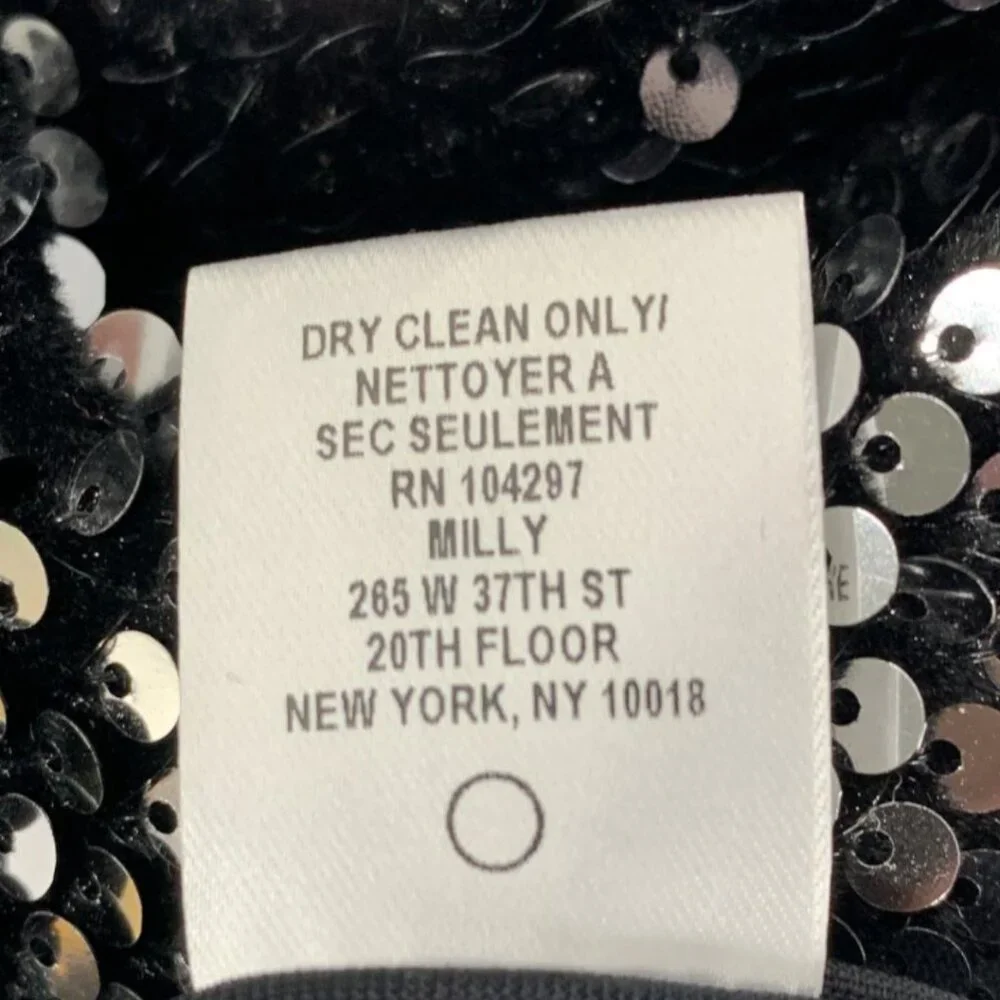 DRY CLEAN ONLY/
NETTOYER A
SEC SEULEMENT
RN 104297
MILLY
265 W 37TH ST
20TH FLOOR
NEW YORK, NY 10018